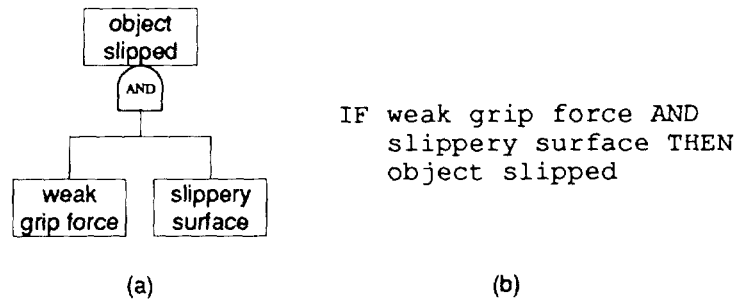 object
slipped
AND
weak
grip force
slippery
surface
(a)
IF weak grip force AND
slippery surface THEN
object slipped
(b)